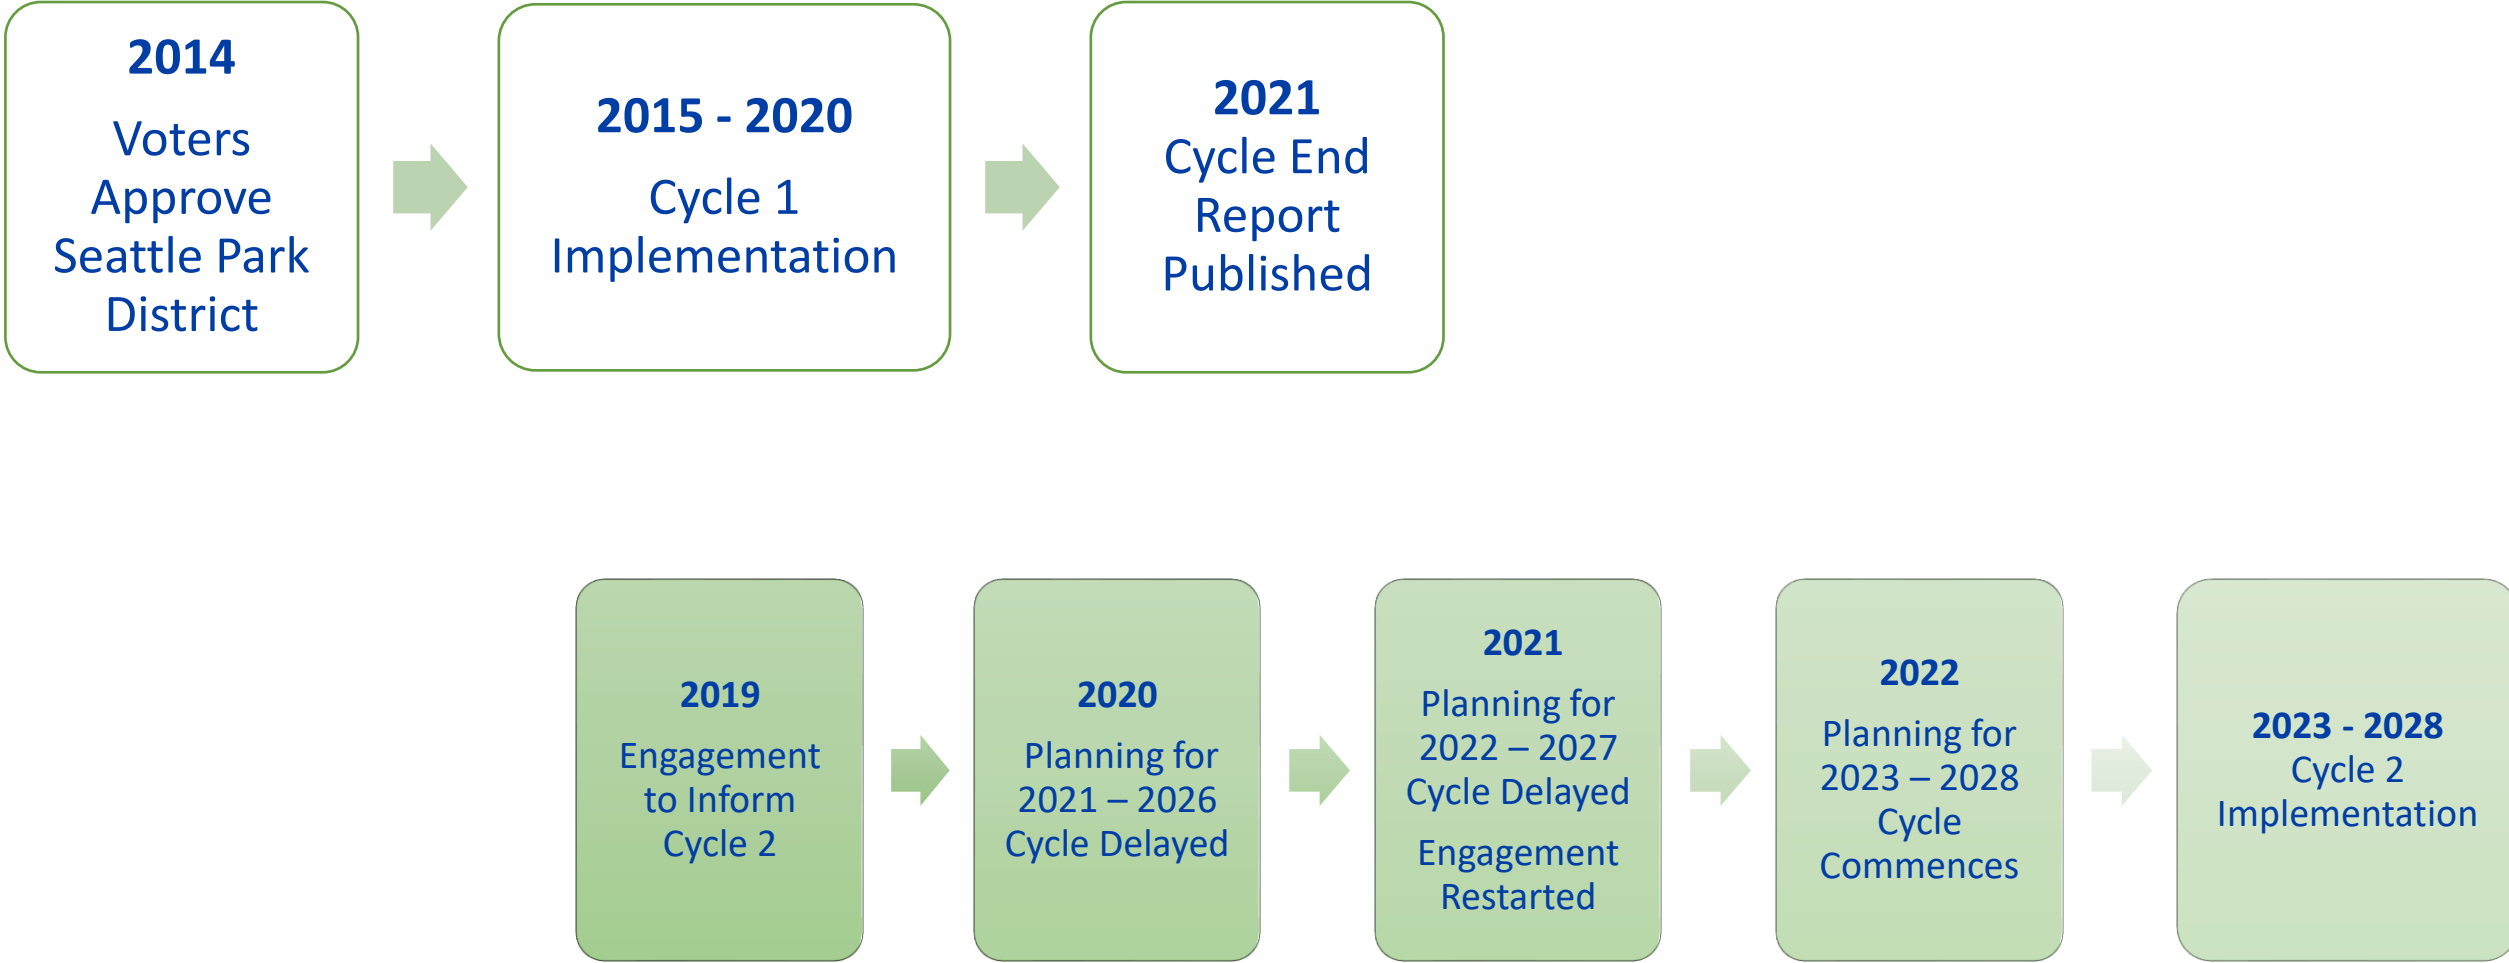 2014
Voters
Approve
Seattle Park
District
2015 - 2020
Cycle 1
Implementation
2021
Cycle End
Report
Published
2019
Engagement
to Inform
Cycle 2
2020
Planning for
2021 – 2026
Cycle Delayed
2021
Planning for
2022 – 2027
Cycle Delayed
Engagement
Restarted
2022
Planning for
2023 – 2028
Cycle
Commences
2023 - 2028
Cycle 2
Implementation